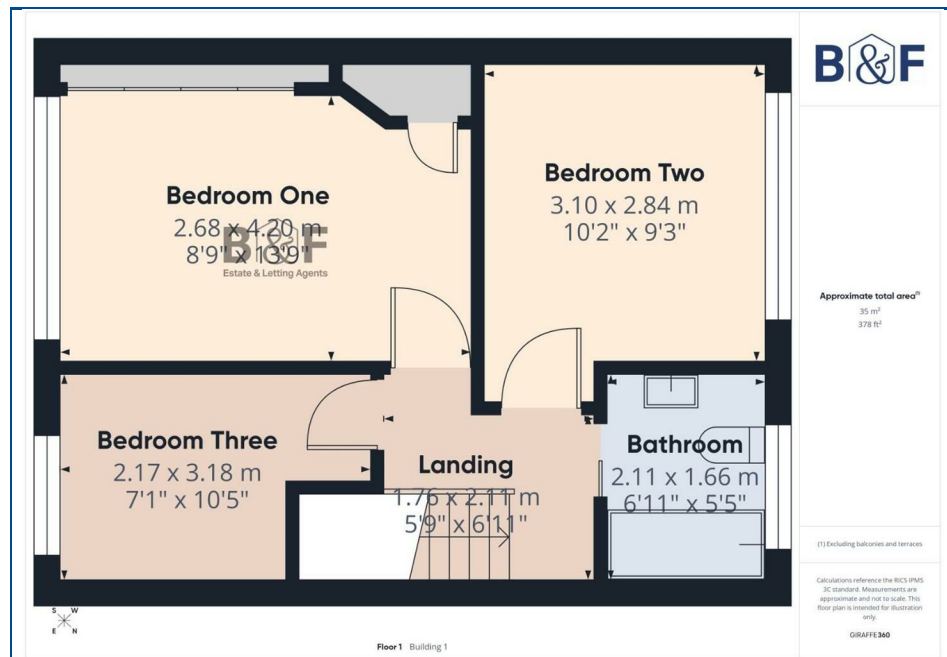 Bedroom One
2.68 x 4.20 m
8'9" x 13'9"
B&F
Estate & Letting Agents
Bedroom Two
3.10 x 2.84 m
10'2" x 9'3"
Bedroom Three
2.17 x 3.18 m
7'1" x 10'5"
Landing
1.76 x 2.11 m
5'9" x 6'11"
Bathroom
2.11 x 1.66 m
6'11" x 5'5"
S W
E N
Floor 1 Building 1
B&F
Approximate total area(1)
35 m²
378 ft²
(1) Excluding balconies and terraces
Calculations reference the RICS IPMS
3C standard. Measurements are
approximate and not to scale. This
floor plan is intended for illustration
only.
GIRAFFE360